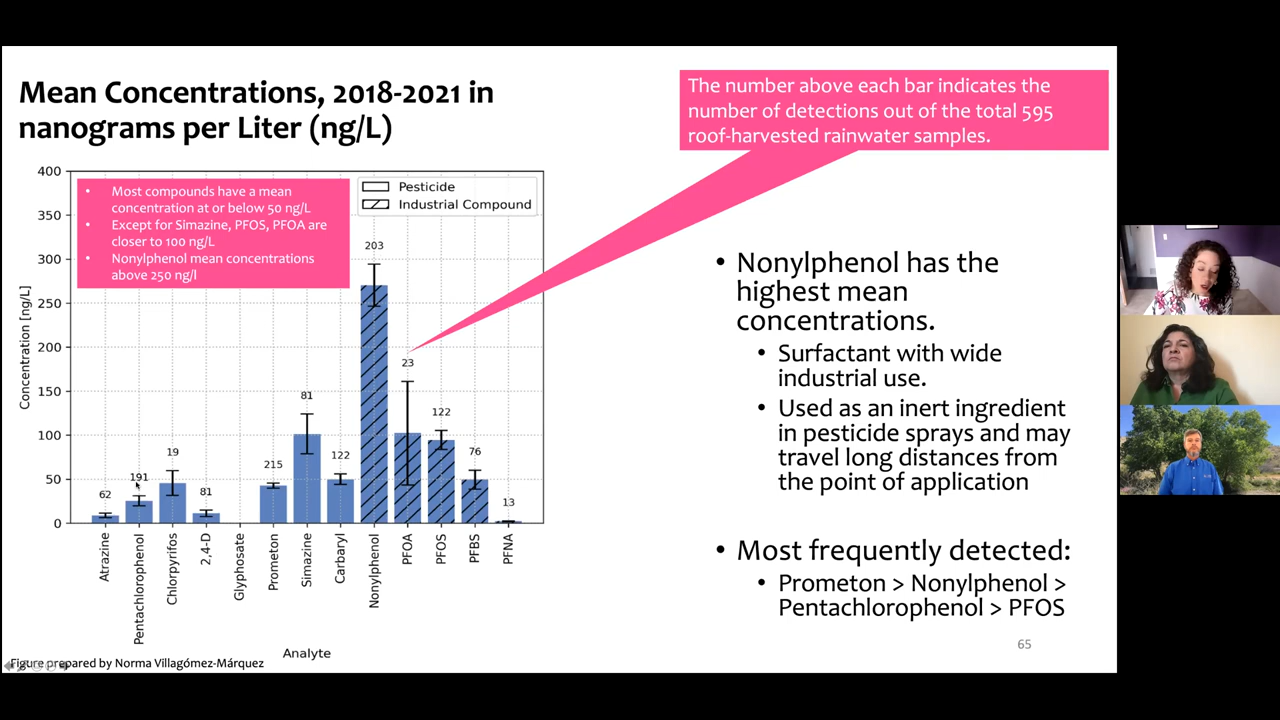 Mean Concentrations, 2018-2021 in
nanograms per Liter (ng/L)
The number above each bar indicates the
number of detections out of the total 595
roof-harvested rainwater samples.
• Most compounds have a mean
concentration at or below 50 ng/L
• Except for Simazine, PFOS, PFOA are
closer to 100 ng/L
• Nonylphenol mean concentrations
above 250 ng/l
Pesticide
Industrial Compound
Concentration [ng/L]
400
350
300
250
200
150
100
50
0
62
191
19
81
215
81
122
203
23
122
76
13
Atrazine
Pentachlorophenol
Chlorpyrifos
2,4-D
Glyphosate
Prometon
Simazine
Carbaryl
Nonylphenol
PFOA
PFOS
PFBS
PFNA
Analyte
Figure prepared by Norma Villagómez-Márquez
• Nonylphenol has the
highest mean
concentrations.
• Surfactant with wide
industrial use.
• Used as an inert ingredient
in pesticide sprays and may
travel long distances from
the point of application
• Most frequently detected:
• Prometon > Nonylphenol >
Pentachlorophenol > PFOS
65